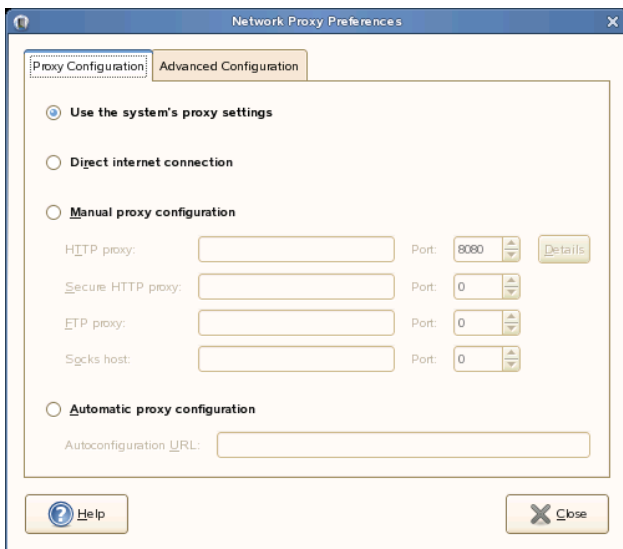 Network Proxy Preferences
Proxy Configuration
Advanced Configuration
Use the system's proxy settings
Direct internet connection
Manual proxy configuration
HTTP proxy:
Port:
8080
Details
Secure HTTP proxy:
Port:
0
FTP proxy:
Port:
0
Socks host:
Port:
0
Automatic proxy configuration
Autoconfiguration URL:
Help
Close